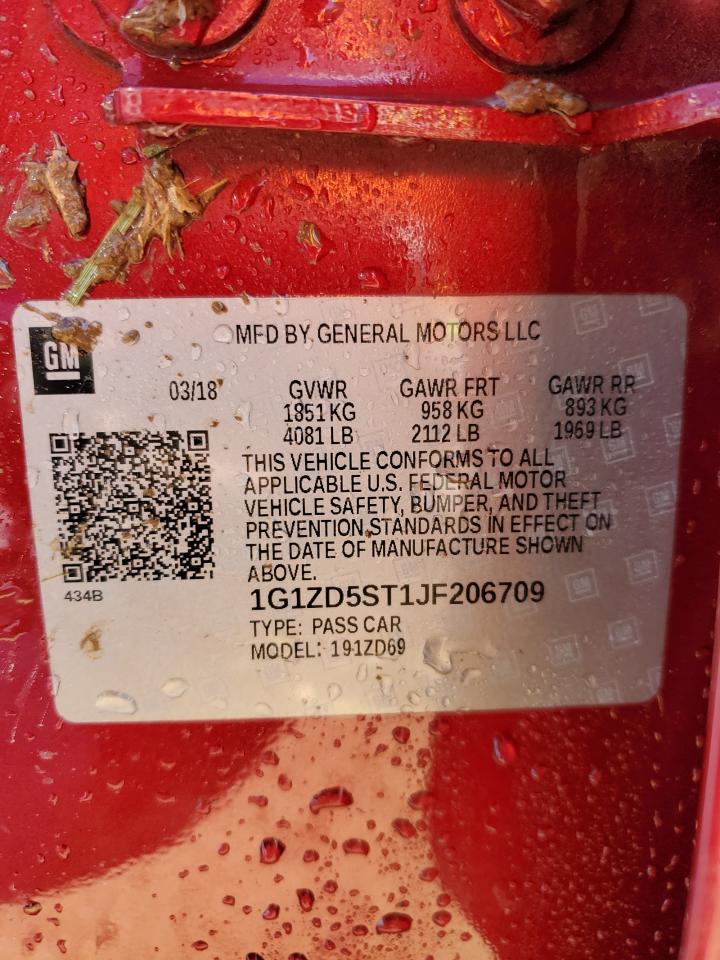 MFD BY GENERAL MOTORS LLC
GM
03/18 GVWR GAWR FRT GAWR RR
1851 KG 958 KG 893 KG
4081 LB 2112 LB 1969 LB
THIS VEHICLE CONFORMS TO ALL
APPLICABLE U.S. FEDERAL MOTOR
VEHICLE SAFETY, BUMPER, AND THEFT
PREVENTION STANDARDS IN EFFECT ON
THE DATE OF MANUFACTURE SHOWN
ABOVE.
434B
1G1ZD5ST1JF206709
TYPE: PASS CAR
MODEL: 191ZD69